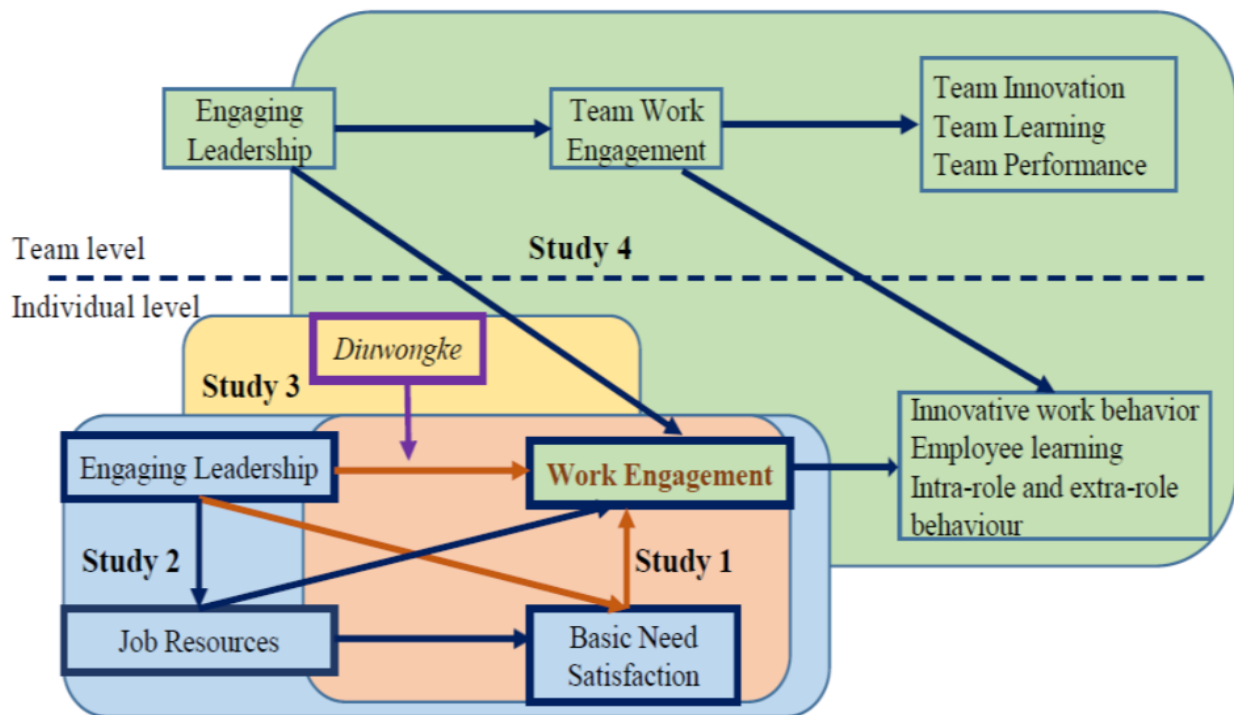 Engaging
Leadership
Team Work
Engagement
Team Innovation
Team Learning
Team Performance
Team level
Study 4
Individual level
Diuwongke
Study 3
Engaging Leadership
Work Engagement
Innovative work behavior
Employee learning
Intra-role and extra-role
behaviour
Study 2
Study 1
Job Resources
Basic Need
Satisfaction